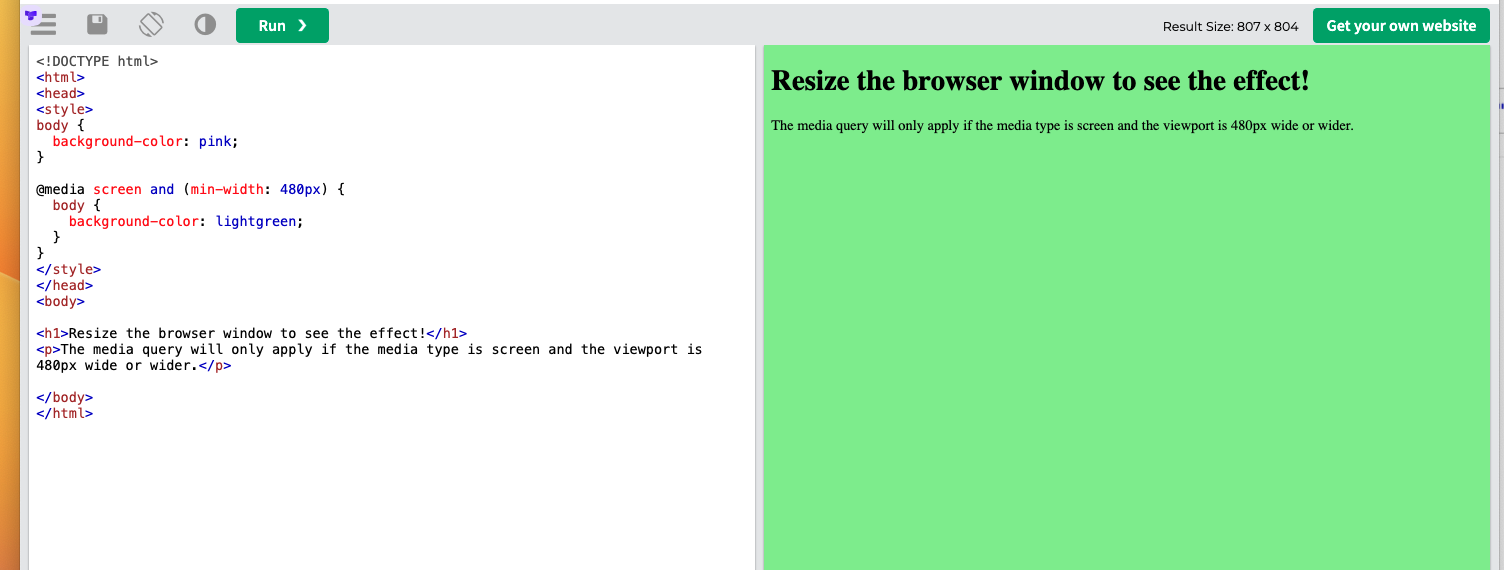 Run ❯
Result Size: 807 x 804
Get your own website
<!DOCTYPE html>
<html>
<head>
<style>
body {
  background-color: pink;
}

@media screen and (min-width: 480px) {
  body {
    background-color: lightgreen;
  }
}
</style>
</head>
<body>

<h1>Resize the browser window to see the effect!</h1>
<p>The media query will only apply if the media type is screen and the viewport is
480px wide or wider.</p>

</body>
</html>
Resize the browser window to see the effect!
The media query will only apply if the media type is screen and the viewport is 480px wide or wider.